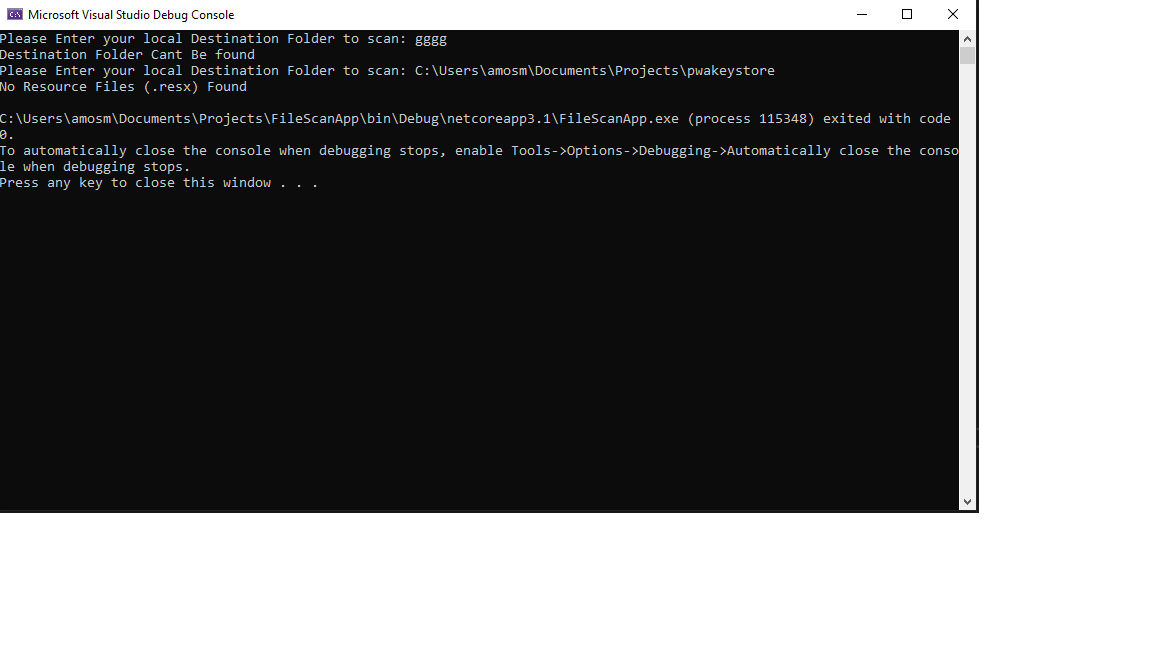 Microsoft Visual Studio Debug Console
Please Enter your local Destination Folder to scan: gggg
Destination Folder Cant Be found
Please Enter your local Destination Folder to scan: C:\Users\amosm\Documents\Projects\pwakeystore
No Resource Files (.resx) Found
C:\Users\amosm\Documents\Projects\FileScanApp\bin\Debug\netcoreapp3.1\FileScanApp.exe (process 115348) exited with code
0.
To automatically close the console when debugging stops, enable Tools->Options->Debugging->Automatically close the conso
le when debugging stops.
Press any key to close this window . . .